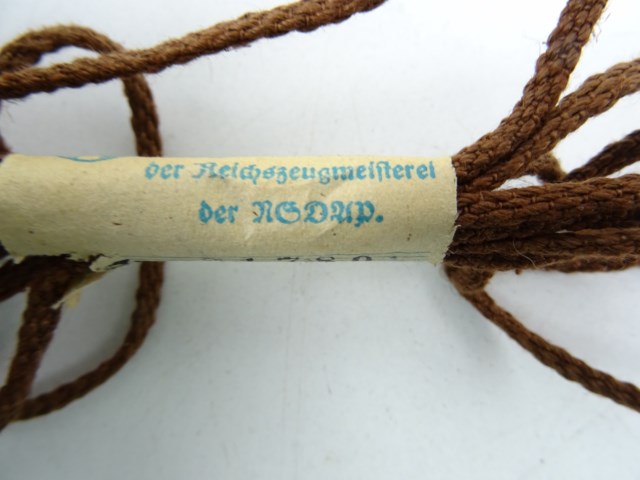 der Reichszeugmeisterei
der NSDAP.